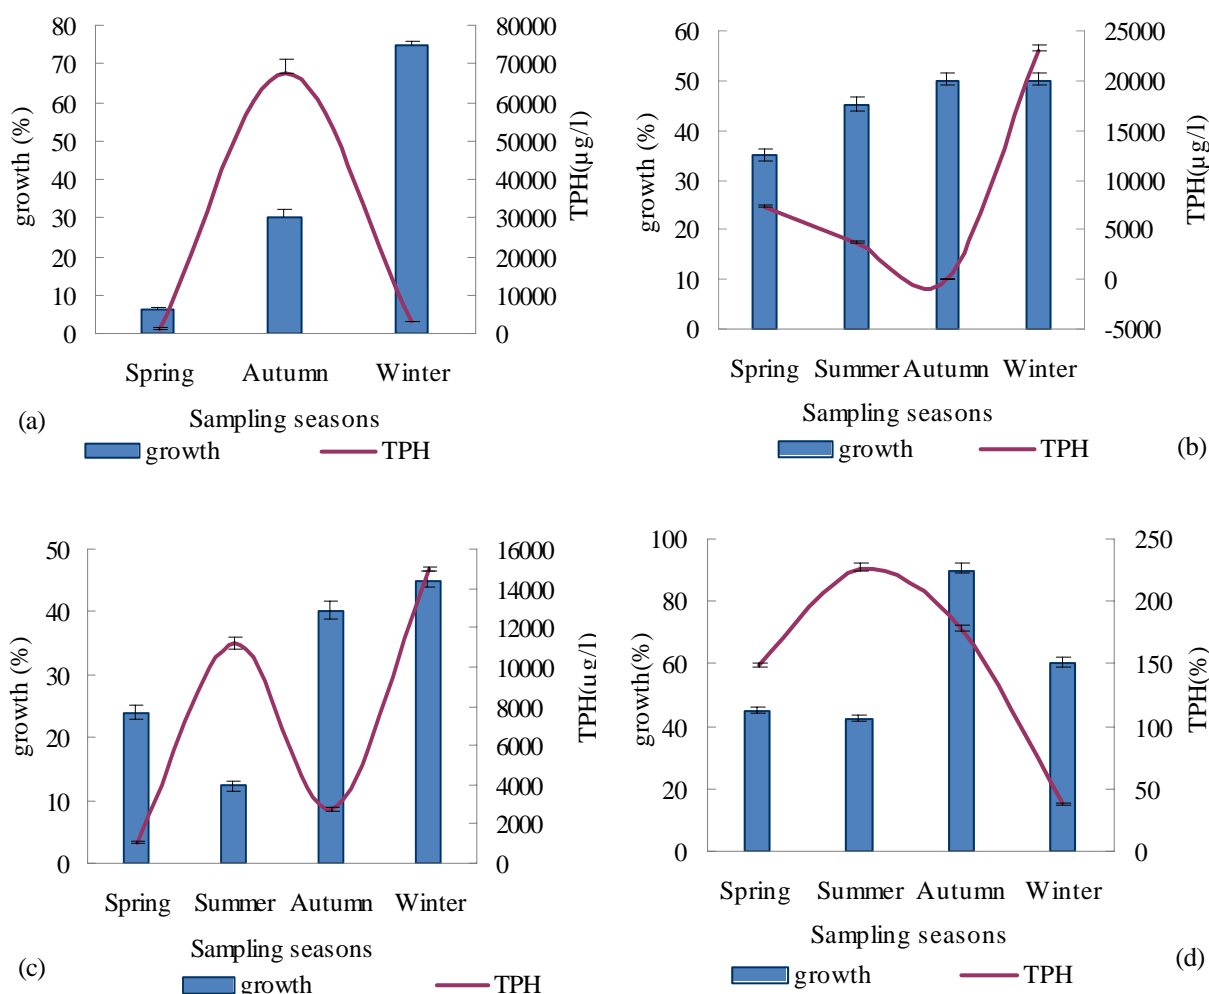 80
70
60
50
40
30
20
10
0
growth (%)
80000
70000
60000
50000
40000
30000
20000
10000
0
TPH(µg/l)
Spring Autumn Winter
Sampling seasons
(a)
growth TPH
60
50
40
30
20
10
0
growth (%)
25000
20000
15000
10000
5000
0
-5000
TPH(µg/l)
Spring Summer Autumn Winter
Sampling seasons
growth TPH
(b)
50
40
30
20
10
0
growth (%)
16000
14000
12000
10000
8000
6000
4000
2000
0
TPH(µg/l)
Spring Summer Autumn Winter
Sampling seasons
(c)
growth TPH
100
80
60
40
20
0
growth(%)
250
200
150
100
50
0
TPH(%)
Spring Summer Autumn Winter
Sampling seasons
(d)
growth TPH